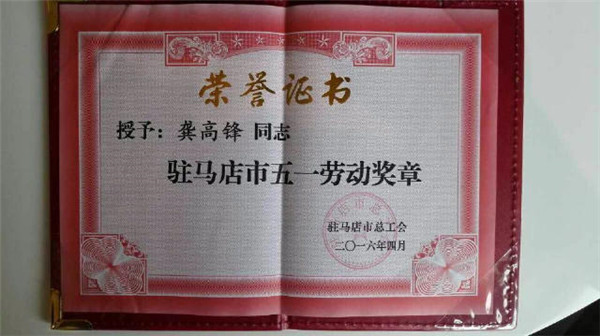 荣誉证书
授予：龚高锋 同志
驻马店市五一劳动奖章
驻马店市总工会
二〇一六年四月